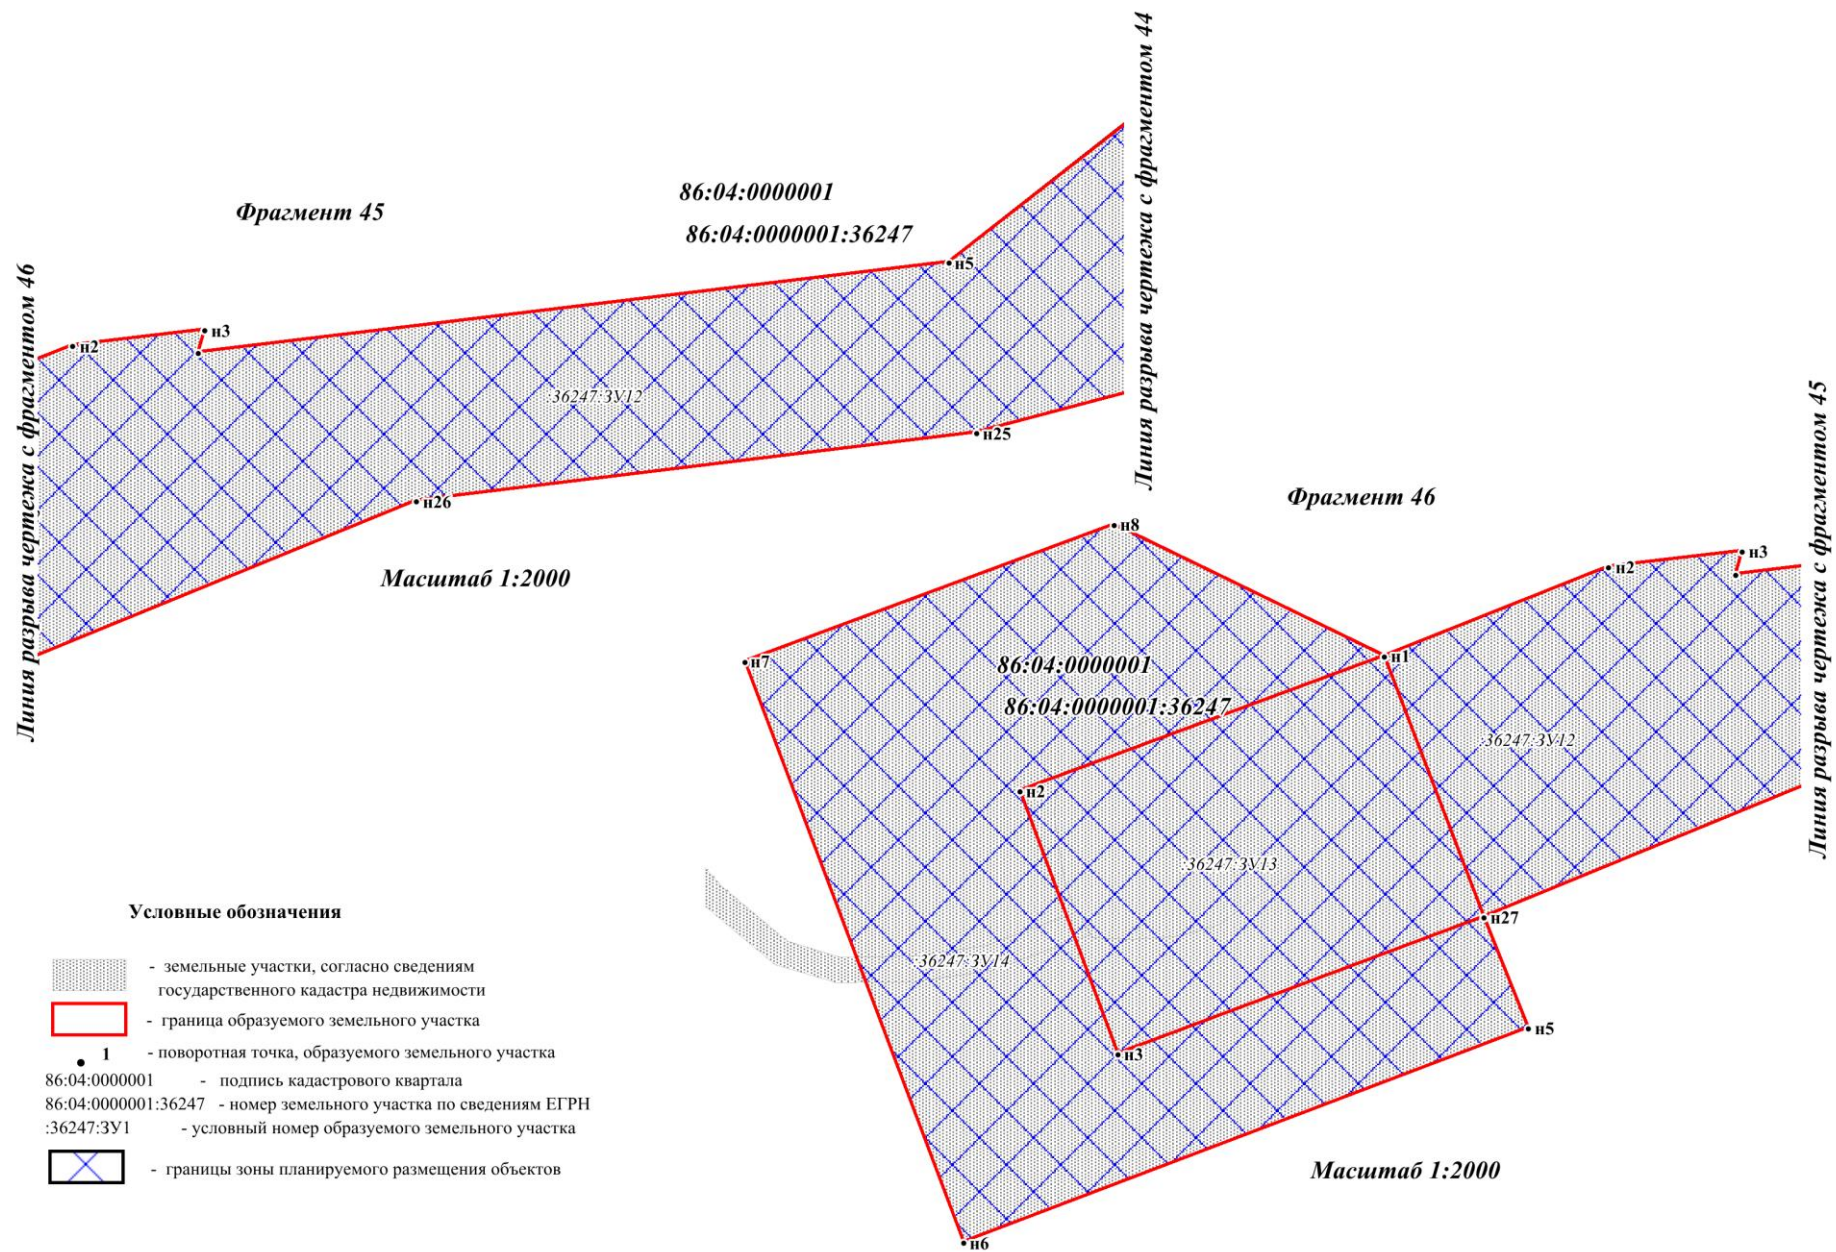 Фрагмент 45
86:04:0000001
86:04:0000001:36247
Линия разрыва чертежа с фрагментом 44
Линия разрыва чертежа с фрагментом 46
н5
н3
н2
:36247:ЗУ12
н25
н26
Масштаб 1:2000
Фрагмент 46
Линия разрыва чертежа с фрагментом 45
н8
н3
н2
н7
н1
86:04:0000001
86:04:0000001:36247
:36247:ЗУ12
н2
:36247:ЗУ13
н27
:36247:ЗУ14
н5
н3
н6
Масштаб 1:2000
Условные обозначения
- земельные участки, согласно сведениям
государственного кадастра недвижимости
- граница образуемого земельного участка
1 - поворотная точка, образуемого земельного участка
86:04:0000001 - подпись кадастрового квартала
86:04:0000001:36247 - номер земельного участка по сведениям ЕГРН
:36247:ЗУ1 - условный номер образуемого земельного участка
- границы зоны планируемого размещения объектов